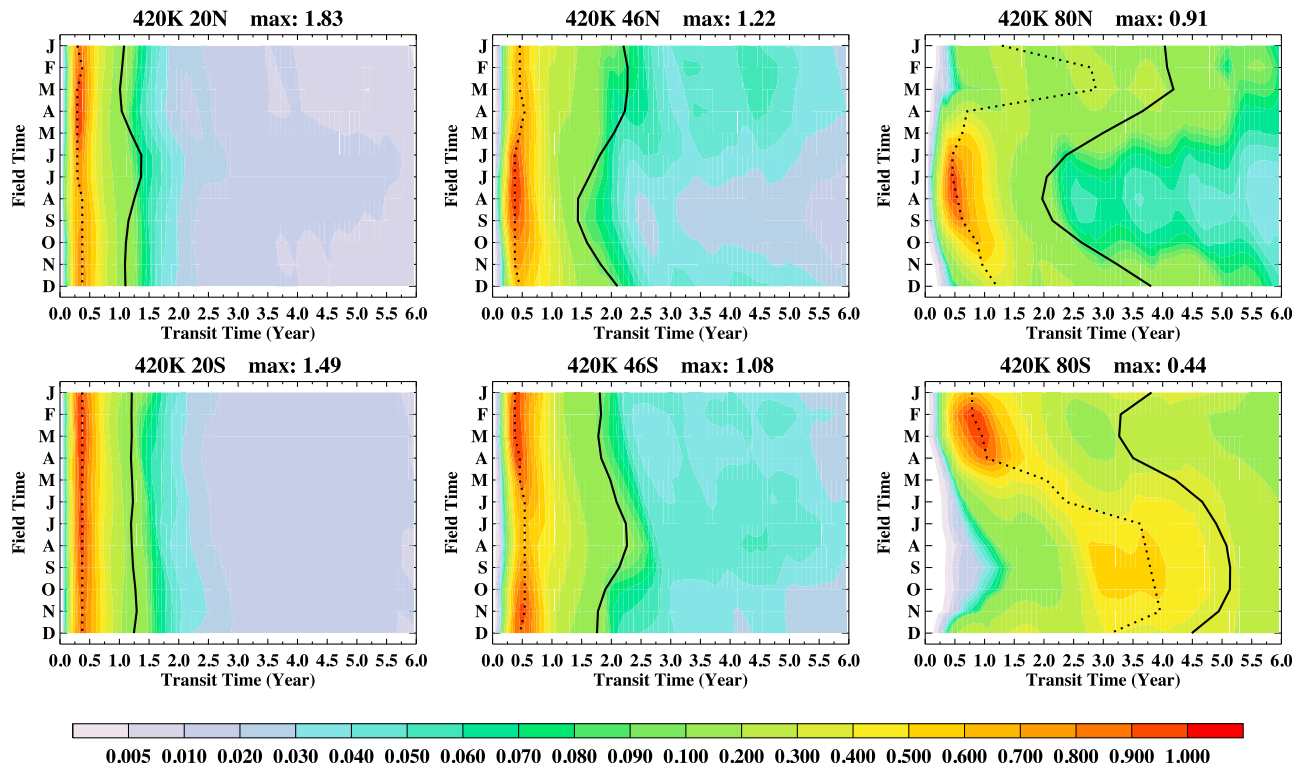 420K 20N max: 1.83
J
F
M
A
M
J
J
A
S
O
N
D
Field Time
0.0 0.5 1.0 1.5 2.0 2.5 3.0 3.5 4.0 4.5 5.0 5.5 6.0
Transit Time (Year)
420K 46N max: 1.22
J
F
M
A
M
J
J
A
S
O
N
D
Field Time
0.0 0.5 1.0 1.5 2.0 2.5 3.0 3.5 4.0 4.5 5.0 5.5 6.0
Transit Time (Year)
420K 80N max: 0.91
J
F
M
A
M
J
J
A
S
O
N
D
Field Time
0.0 0.5 1.0 1.5 2.0 2.5 3.0 3.5 4.0 4.5 5.0 5.5 6.0
Transit Time (Year)
420K 20S max: 1.49
J
F
M
A
M
J
J
A
S
O
N
D
Field Time
0.0 0.5 1.0 1.5 2.0 2.5 3.0 3.5 4.0 4.5 5.0 5.5 6.0
Transit Time (Year)
420K 46S max: 1.08
J
F
M
A
M
J
J
A
S
O
N
D
Field Time
0.0 0.5 1.0 1.5 2.0 2.5 3.0 3.5 4.0 4.5 5.0 5.5 6.0
Transit Time (Year)
420K 80S max: 0.44
J
F
M
A
M
J
J
A
S
O
N
D
Field Time
0.0 0.5 1.0 1.5 2.0 2.5 3.0 3.5 4.0 4.5 5.0 5.5 6.0
Transit Time (Year)
0.005 0.010 0.020 0.030 0.040 0.050 0.060 0.070 0.080 0.090 0.100 0.200 0.300 0.400 0.500 0.600 0.700 0.800 0.900 1.000